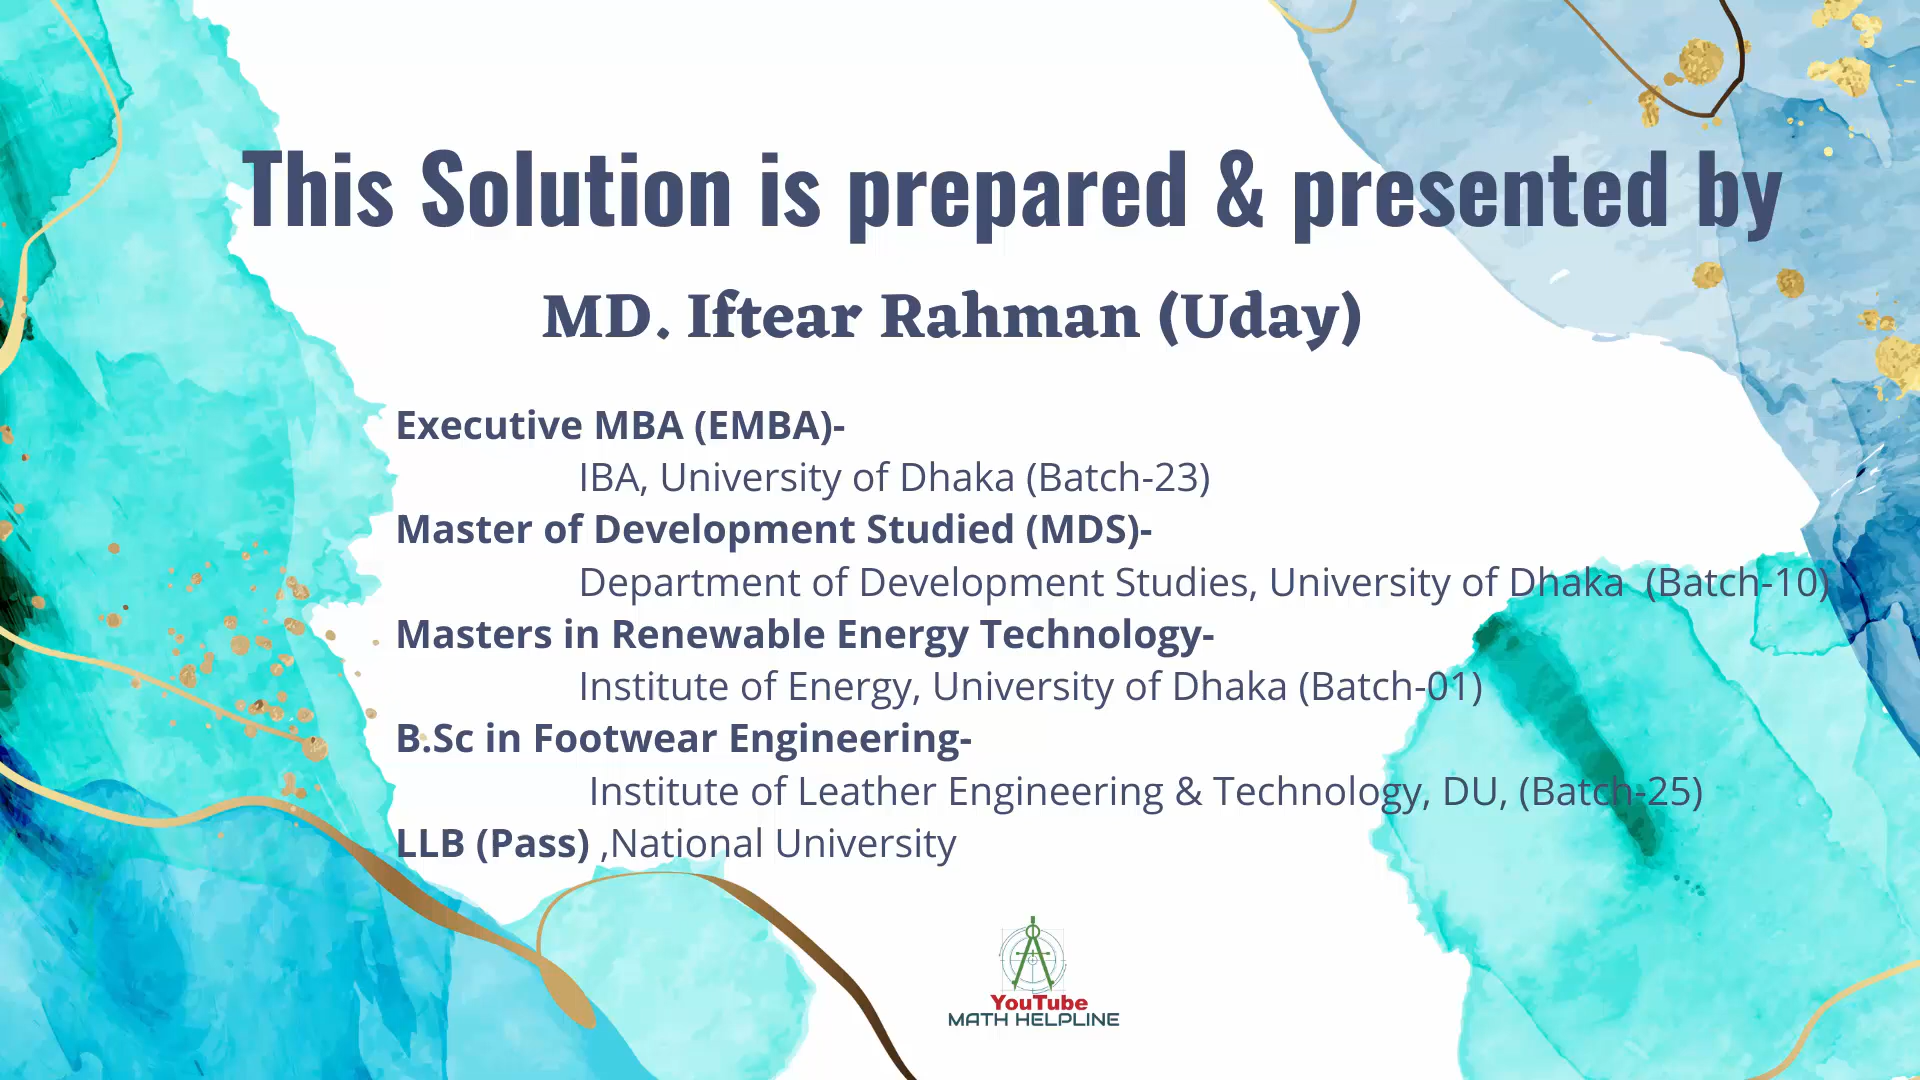 This Solution is prepared & presented by
MD. Iftear Rahman (Uday)
Executive MBA (EMBA)-
IBA, University of Dhaka (Batch-23)
Master of Development Studied (MDS)-
Department of Development Studies, University of Dhaka (Batch-10)
Masters in Renewable Energy Technology-
Institute of Energy, University of Dhaka (Batch-01)
B.Sc in Footwear Engineering-
Institute of Leather Engineering & Technology, DU, (Batch-25)
LLB (Pass) ,National University
YouTube
MATH HELPLINE